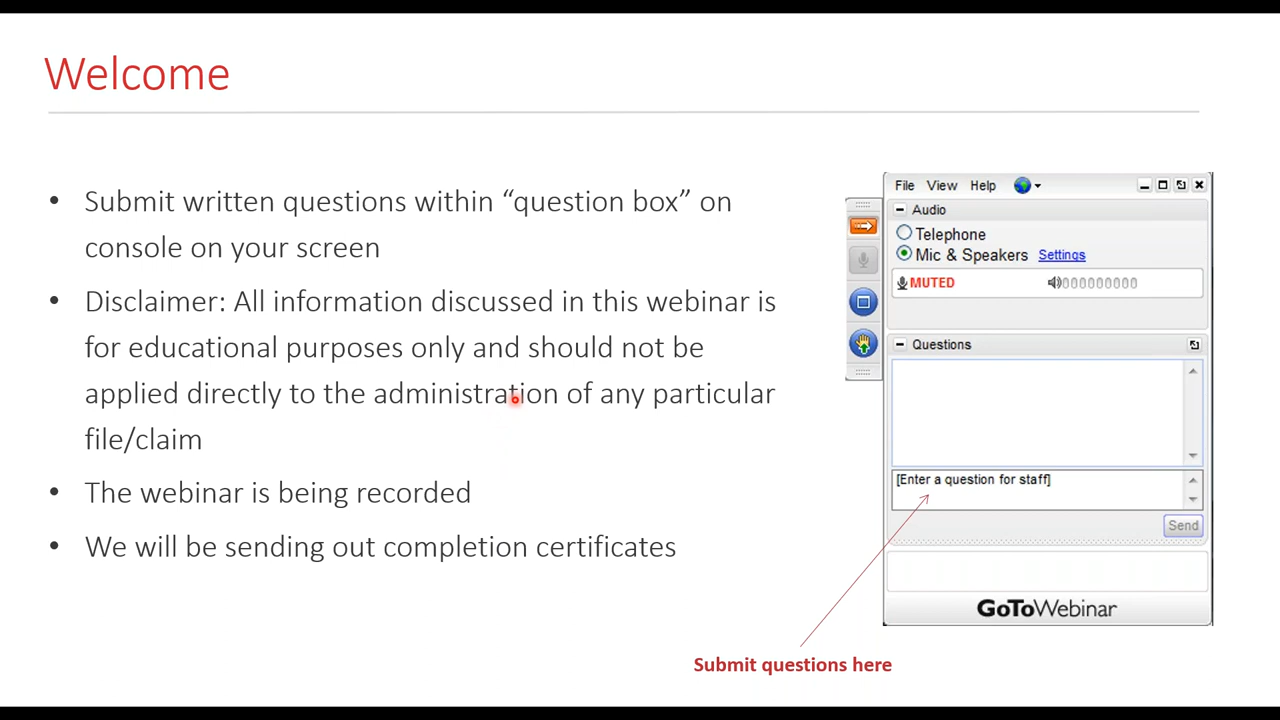 Welcome
• Submit written questions within “question box” on
console on your screen
• Disclaimer: All information discussed in this webinar is
for educational purposes only and should not be
applied directly to the administration of any particular
file/claim
• The webinar is being recorded
• We will be sending out completion certificates
File View Help
Audio
Telephone
Mic & Speakers Settings
MUTED 000000000
Questions
[Enter a question for staff]
Send
GoToWebinar
Submit questions here